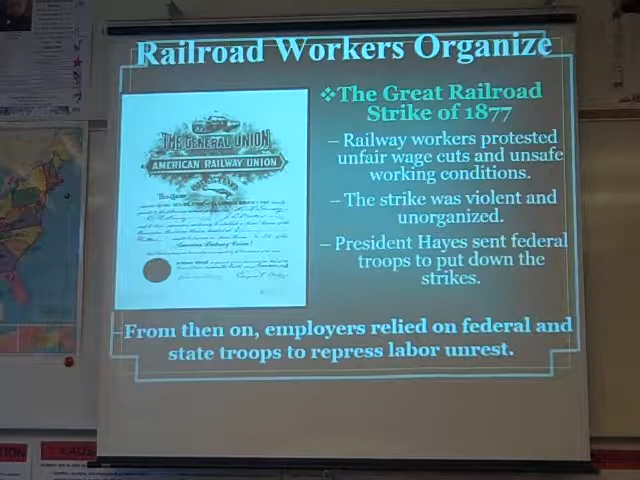 Railroad Workers Organize
THE GENERAL UNION
AMERICAN RAILWAY UNION
❖The Great Railroad
Strike of 1877
– Railway workers protested
unfair wage cuts and unsafe
working conditions.
– The strike was violent and
unorganized.
– President Hayes sent federal
troops to put down the
strikes.
–From then on, employers relied on federal and
state troops to repress labor unrest.